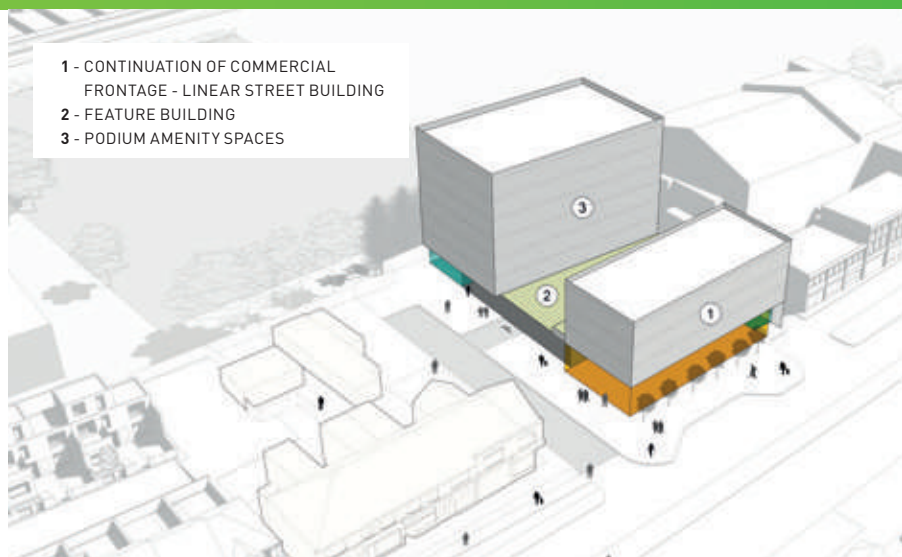 1 - CONTINUATION OF COMMERCIAL
FRONTAGE - LINEAR STREET BUILDING
2 - FEATURE BUILDING
3 - PODIUM AMENITY SPACES
3
2
1